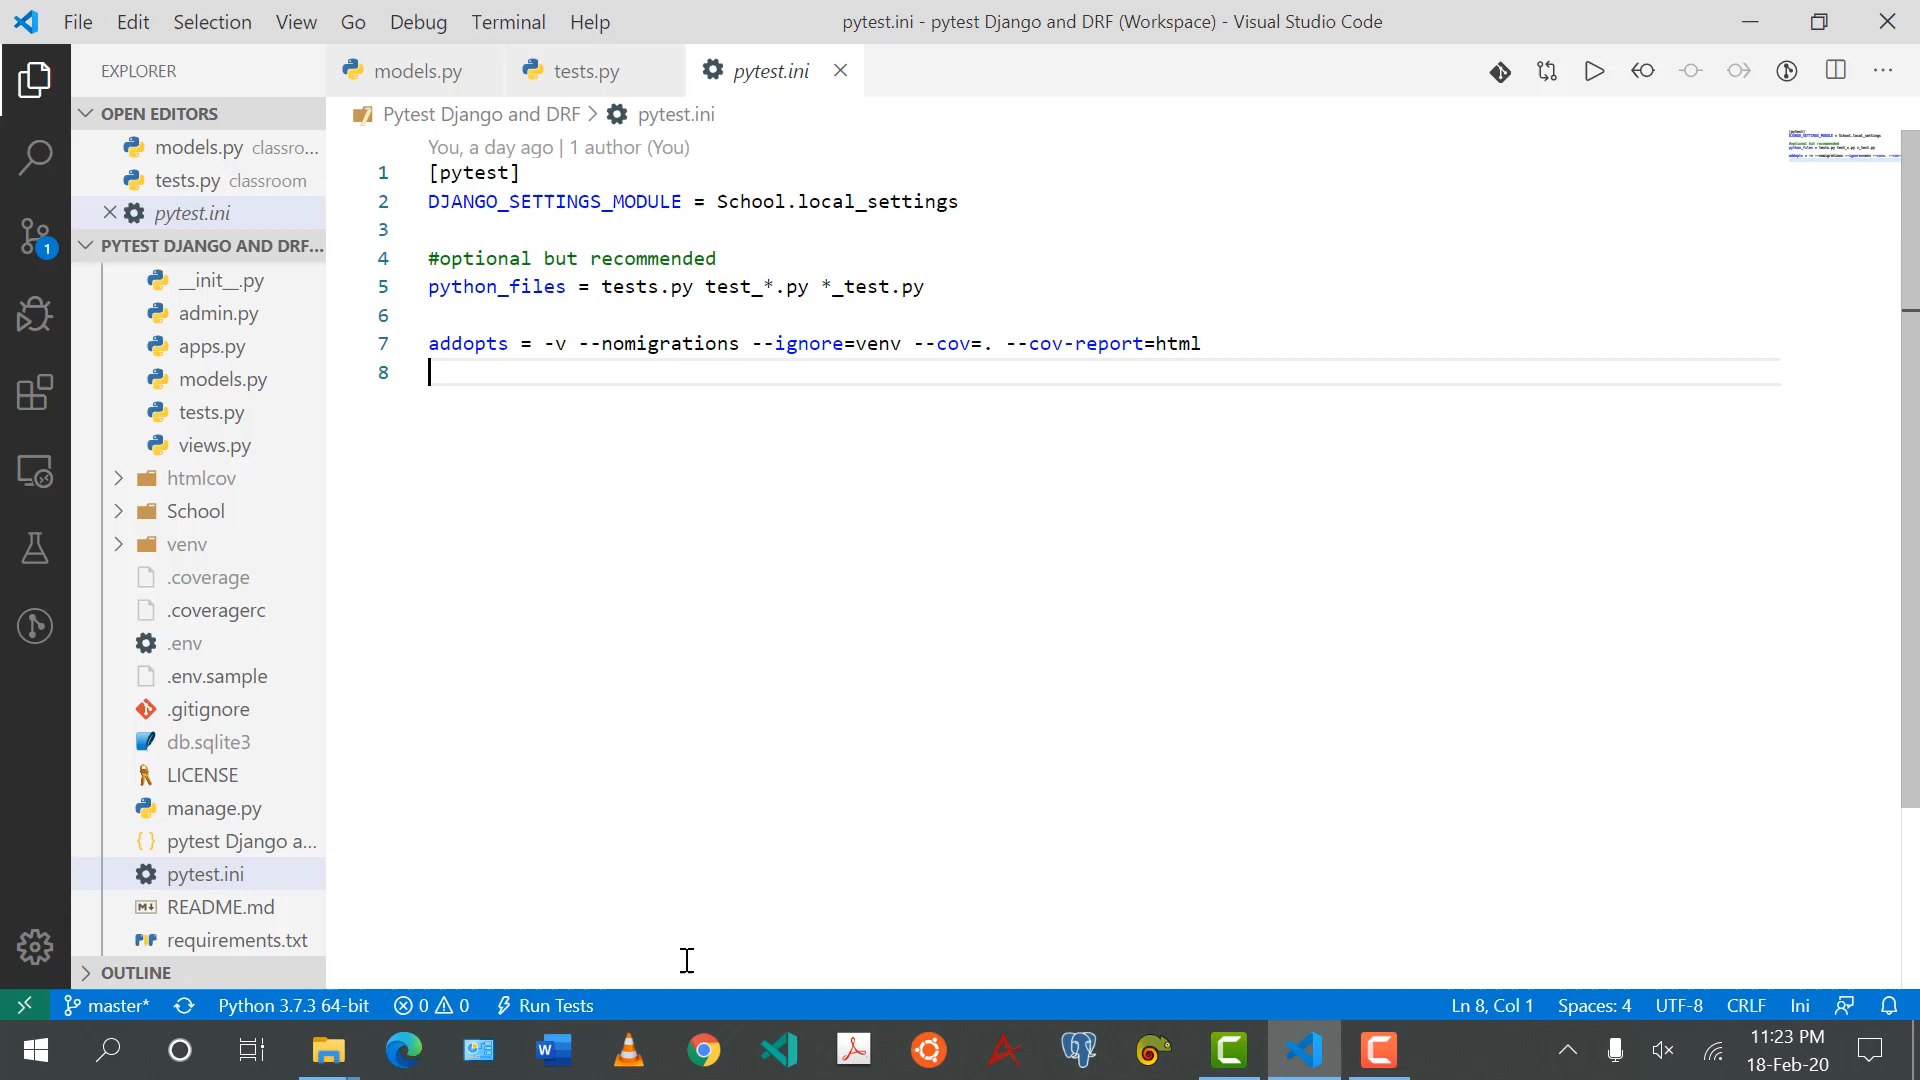 File Edit Selection View Go Debug Terminal Help
pytest.ini - pytest Django and DRF (Workspace) - Visual Studio Code
EXPLORER
models.py
tests.py
pytest.ini
OPEN EDITORS
models.py classro...
tests.py classroom
pytest.ini
PYTEST DJANGO AND DRF...
__init__.py
admin.py
apps.py
models.py
tests.py
views.py
htmlcov
School
venv
.coverage
.coveragerc
.env
.env.sample
.gitignore
db.sqlite3
LICENSE
manage.py
pytest Django a...
pytest.ini
README.md
requirements.txt
OUTLINE
Pytest Django and DRF > pytest.ini
You, a day ago | 1 author (You)
1 [pytest]
2 DJANGO_SETTINGS_MODULE = School.local_settings
3
4 #optional but recommended
5 python_files = tests.py test_*.py *_test.py
6
7 addopts = -v --nomigrations --ignore=venv --cov=. --cov-report=html
8
1
master* Python 3.7.3 64-bit 0 0 Run Tests
Ln 8, Col 1 Spaces: 4 UTF-8 CRLF Ini
11:23 PM
18-Feb-20